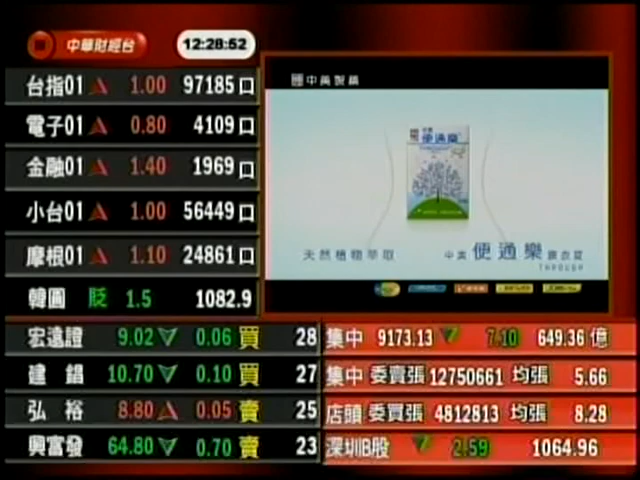 中華財經台
12:28:52
台指01 1.00 97185口
電子01 0.80 4109口
金融01 1.40 1969口
小台01 1.00 56449口
摩根01 1.10 24861口
韓圓 貶 1.5 1082.9
中美製藥
便通樂
天然植物萃取
中美 便通樂 膜衣錠
THROUGH
宏遠證 9.02 0.06 買 28
建錩 10.70 0.10 買 27
弘裕 8.80 0.05 賣 25
興富發 64.80 0.70 賣 23
集中 9173.13 7.10 649.36 億
集中 委賣張 12750661 均張 5.66
店頭 委買張 4812813 均張 8.28
深圳B股 2.59 1064.96